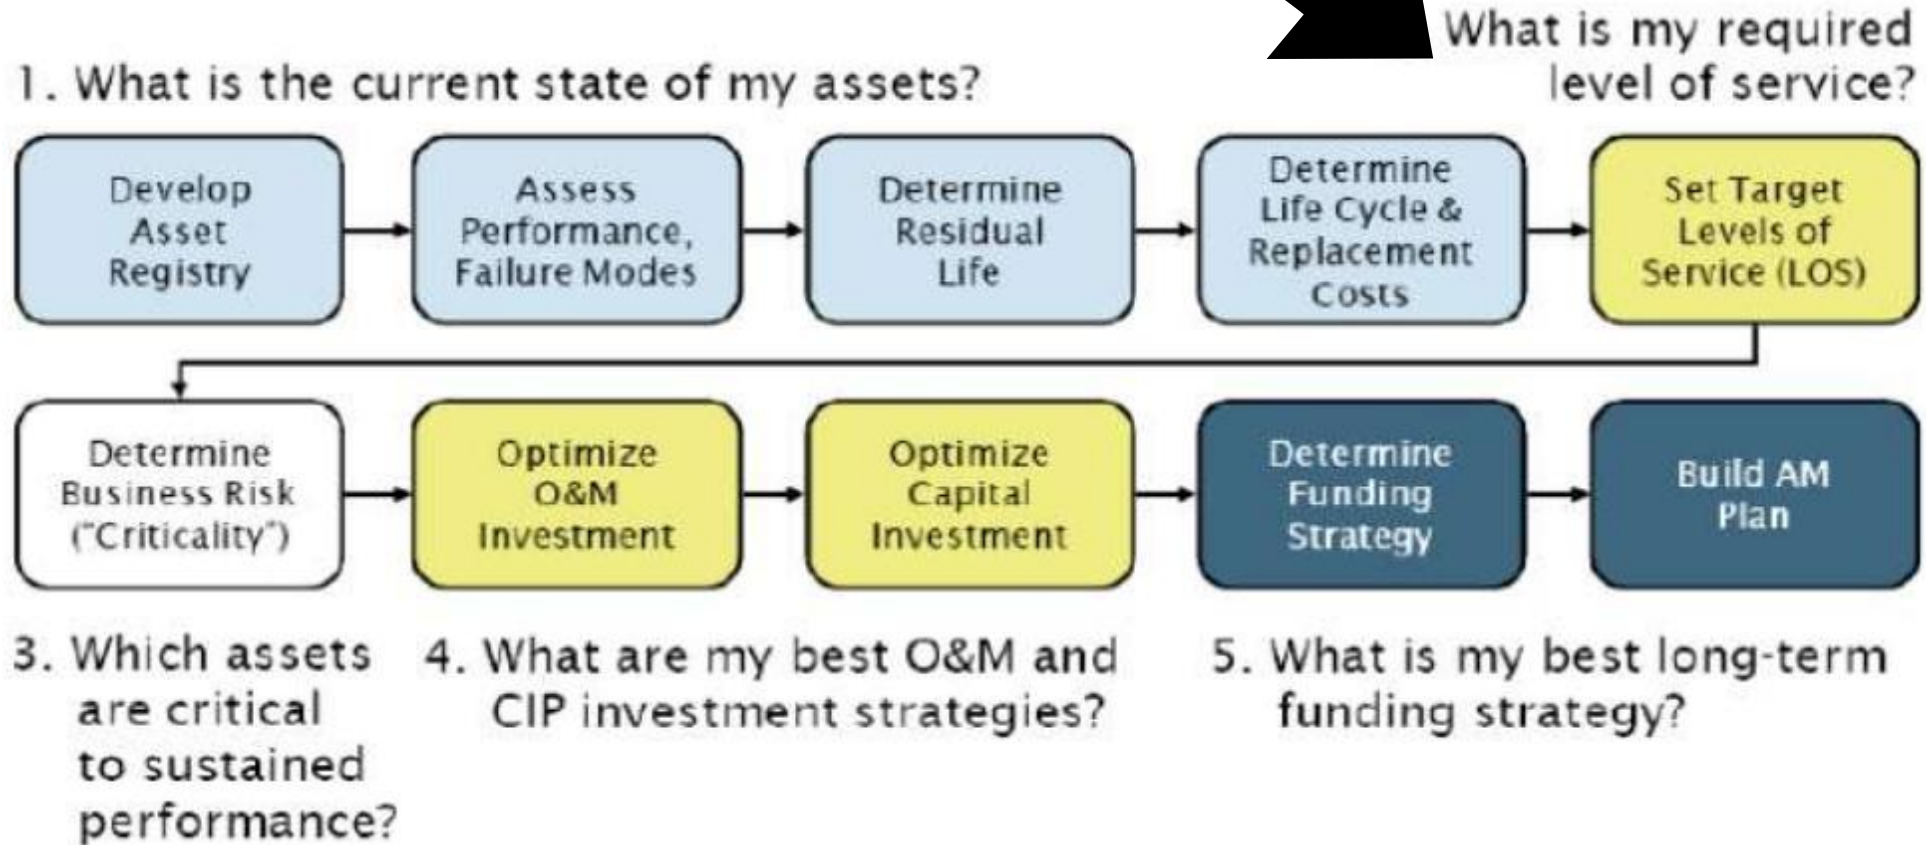 1. What is the current state of my assets?
What is my required
level of service?
Develop
Asset
Registry
Assess
Performance,
Failure Modes
Determine
Residual
Life
Determine
Life Cycle &
Replacement
Costs
Set Target
Levels of
Service (LOS)
Determine
Business Risk
("Criticality")
Optimize
O&M
Investment
Optimize
Capital
Investment
Determine
Funding
Strategy
Build AM
Plan
3. Which assets
are critical
to sustained
performance?
4. What are my best O&M and
CIP investment strategies?
5. What is my best long-term
funding strategy?